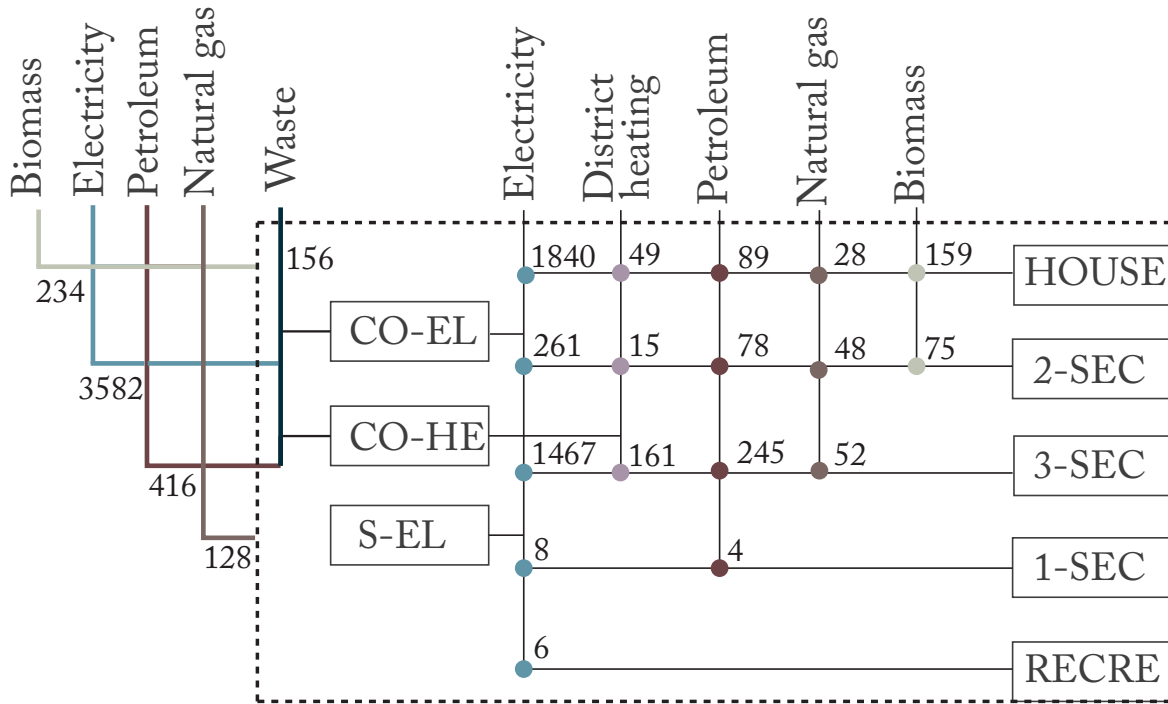 Biomass
Electricity
Petroleum
Natural gas
Waste
Electricity
District
heating
Petroleum
Natural gas
Biomass
234
3582
416
128
156
1840
49
89
28
159
HOUSE
CO-EL
261
15
78
48
75
2-SEC
CO-HE
1467
161
245
52
3-SEC
S-EL
8
4
1-SEC
6
RECRE